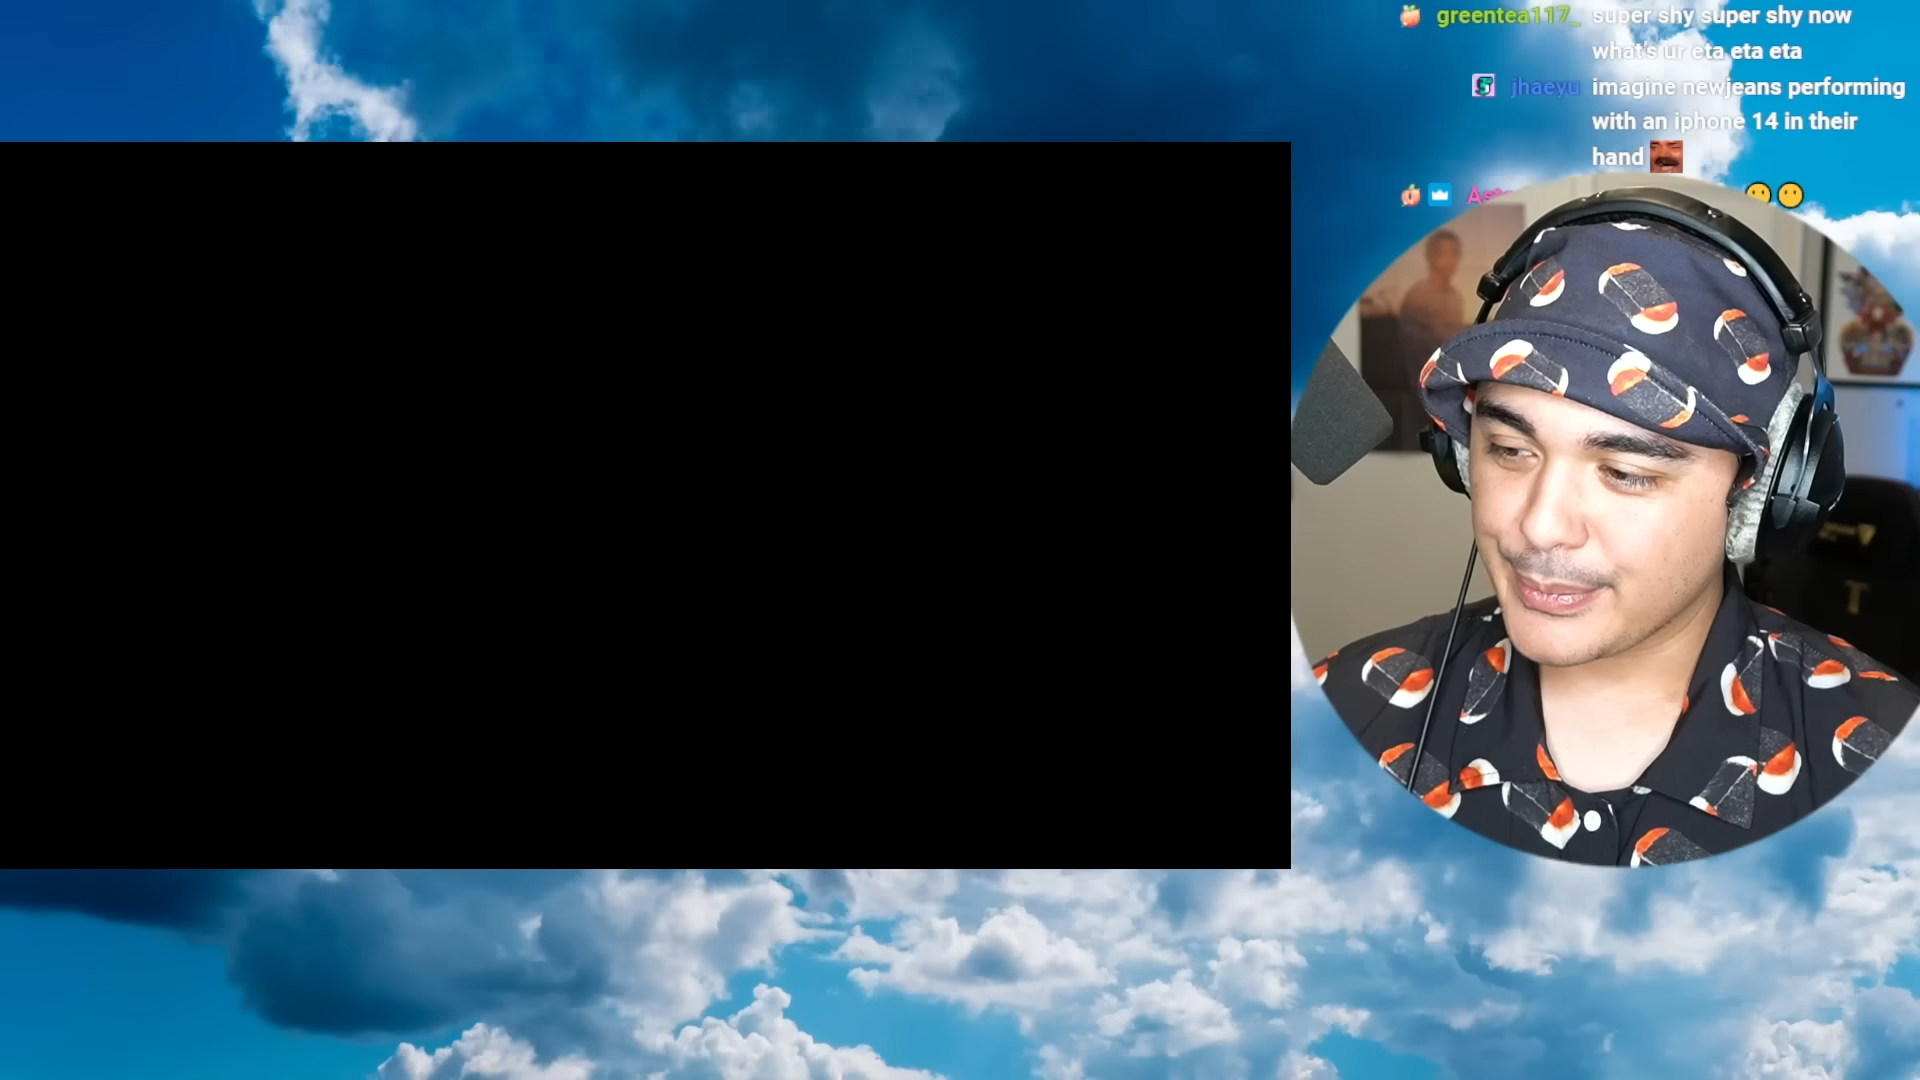 greentea117_ super shy super shy now
what's ur eta eta eta
jhaeyu imagine newjeans performing
with an iphone 14 in their
hand